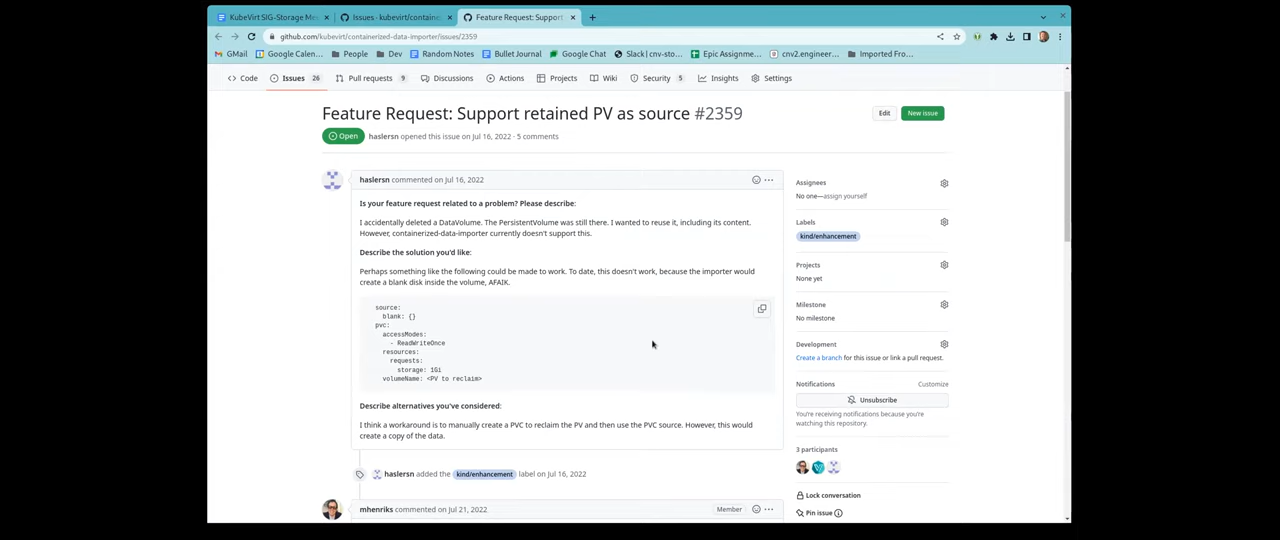 KubeVirt SIG-Storage Me
Issues · kubevirt/containe
Feature Request: Support
github.com/kubevirt/containerized-data-importer/issues/2359
GMail
Google Calen...
People
Dev
Random Notes
Bullet Journal
Google Chat
Slack | cnv-sto...
Epic Assignme...
cnv2.engineer...
Imported Fro...
Code
Issues 26
Pull requests 9
Discussions
Actions
Projects
Wiki
Security 5
Insights
Settings
Feature Request: Support retained PV as source #2359
Edit
New issue
Open
haslersn opened this issue on Jul 16, 2022 · 5 comments
haslersn commented on Jul 16, 2022
Is your feature request related to a problem? Please describe:
I accidentally deleted a DataVolume. The PersistentVolume was still there. I wanted to reuse it, including its content.
However, containerized-data-importer currently doesn't support this.
Describe the solution you'd like:
Perhaps something like the following could be made to work. To date, this doesn't work, because the importer would
create a blank disk inside the volume, AFAIK.
source:
blank: {}
pvc:
accessModes:
- ReadWriteOnce
resources:
requests:
storage: 1Gi
volumeName: <PV to reclaim>
Describe alternatives you've considered:
I think a workaround is to manually create a PVC to reclaim the PV and then use the PVC source. However, this would
create a copy of the data.
haslersn added the kind/enhancement label on Jul 16, 2022
mhenriks commented on Jul 21, 2022
Member
Assignees
No one—assign yourself
Labels
kind/enhancement
Projects
None yet
Milestone
No milestone
Development
Create a branch for this issue or link a pull request.
Notifications
Customize
Unsubscribe
You're receiving notifications because you're
watching this repository.
3 participants
Lock conversation
Pin issue